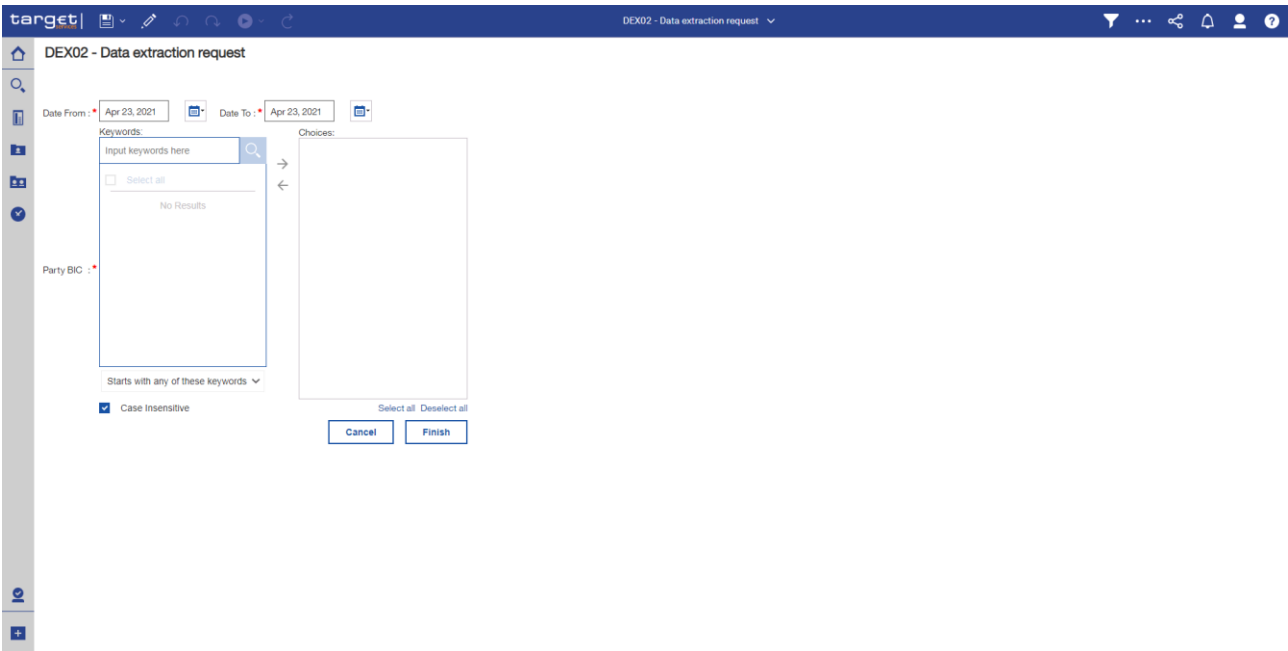 target| DEX02 - Data extraction request
services
DEX02 - Data extraction request
Date From : * Apr 23, 2021 Date To : * Apr 23, 2021
Keywords: Choices:
Input keywords here
Select all
No Results
Party BIC : *
Starts with any of these keywords
Case Insensitive Select all Deselect all
Cancel Finish